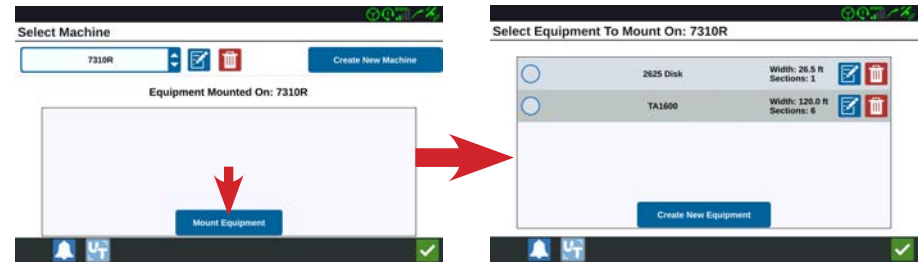 Select Machine
7310R
Create New Machine
Equipment Mounted On: 7310R
Mount Equipment
UT
Select Equipment To Mount On: 7310R
2625 Disk
Width: 26.5 ft
Sections: 1
TA1600
Width: 120.0 ft
Sections: 6
Create New Equipment
UT